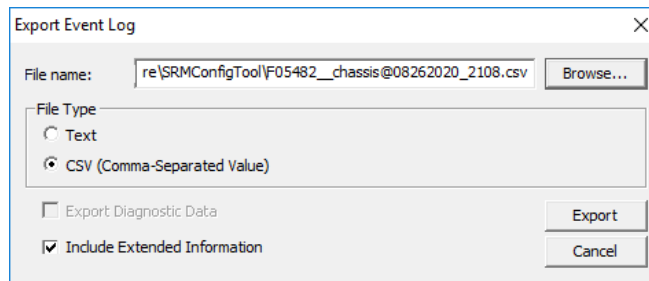 Export Event Log
File name: re\SRMConfigTool\F05482__chassis@08262020_2108.csv Browse...
File Type
Text
CSV (Comma-Separated Value)
Export Diagnostic Data Export
Include Extended Information Cancel